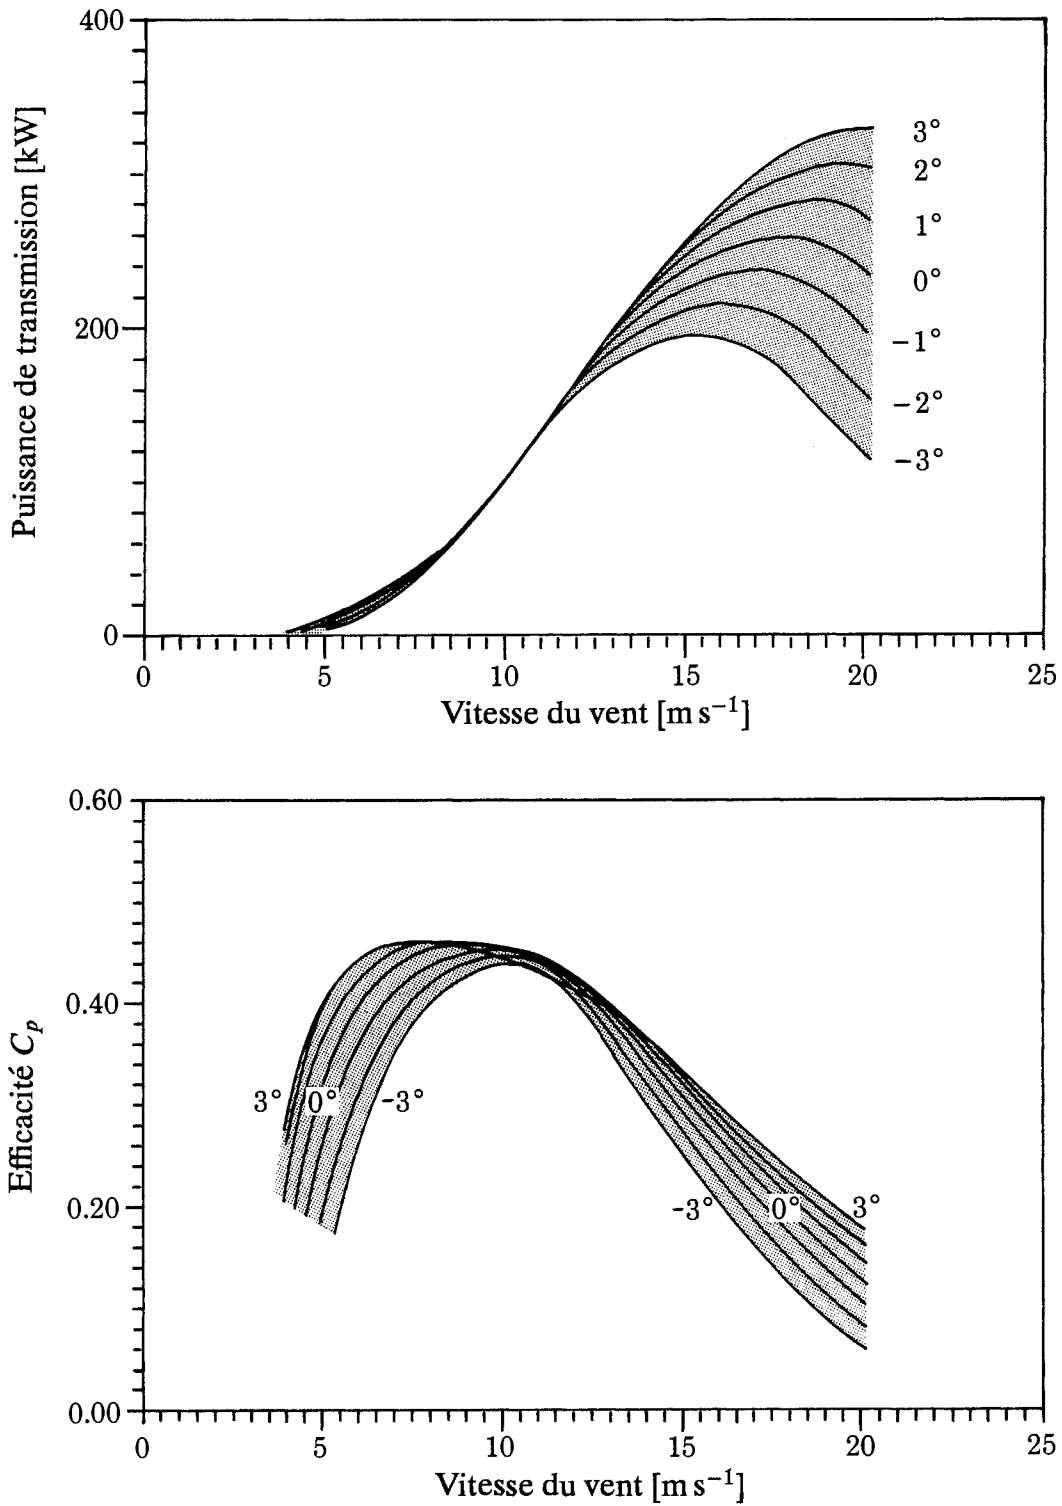 400
200
0
Puissance de transmission [kW]
3°
2°
1°
0°
−1°
−2°
−3°
0 5 10 15 20 25
Vitesse du vent [m s−1]
0.60
0.40
0.20
0.00
Efficacité Cp
3° 0° -3°
-3° 0° 3°
0 5 10 15 20 25
Vitesse du vent [m s−1]